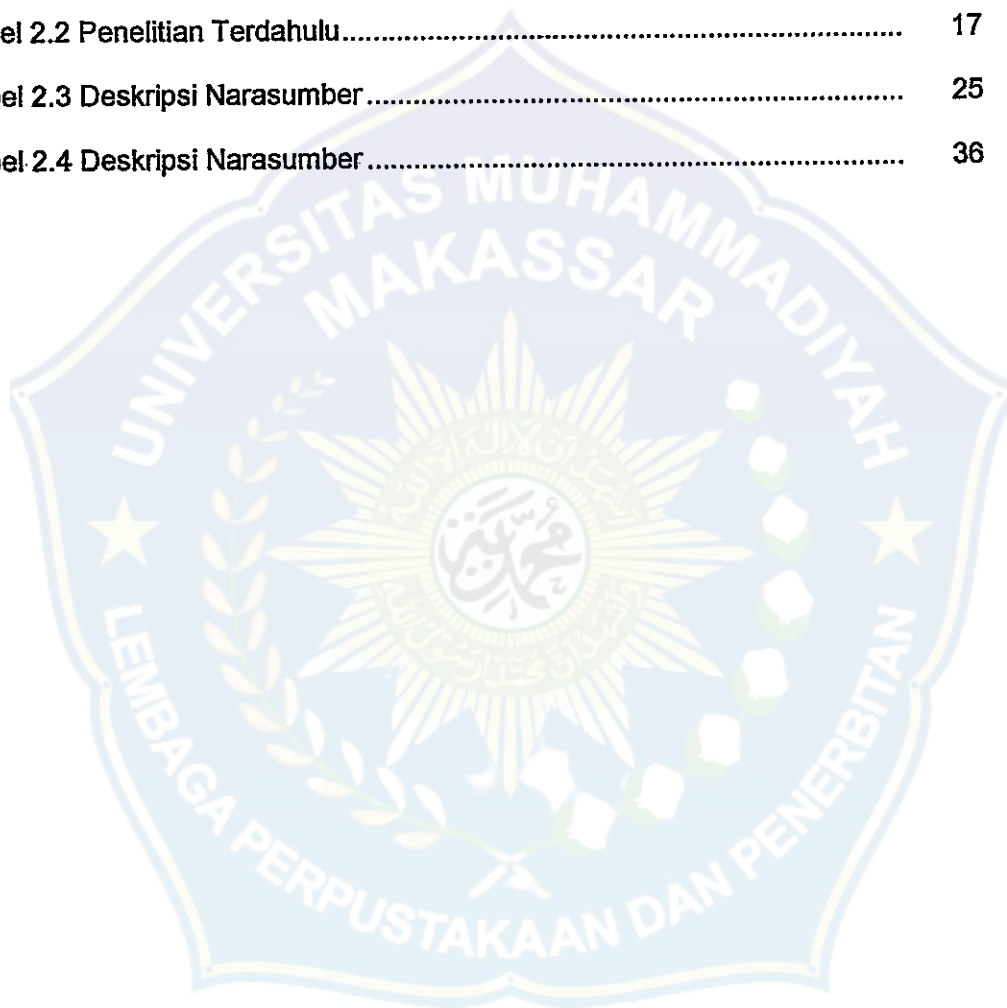 el 2.2 Penelitian Terdahulu 17
el 2.3 Deskripsi Narasumber 25
el 2.4 Deskripsi Narasumber 36
UNIVERSITAS MUHAMMADIYAH
MAKASSAR
LEMBAGA PERPUSTAKAAN DAN PENERBITAN